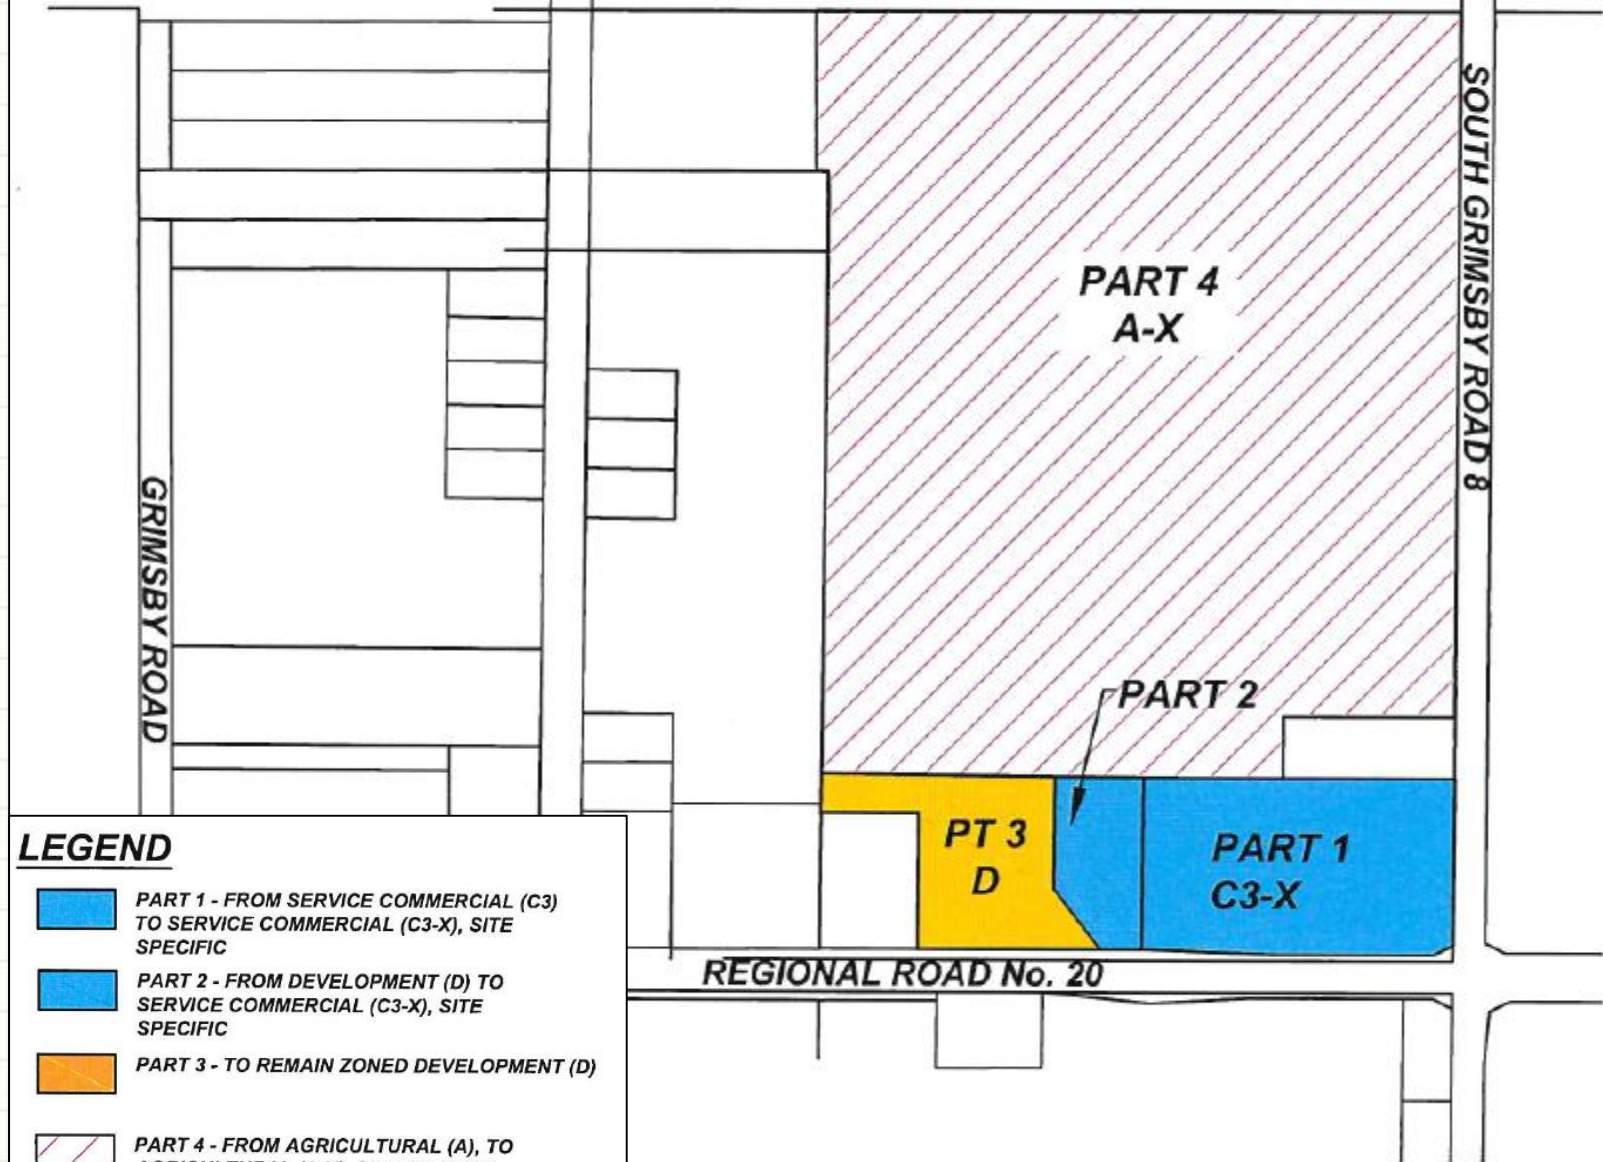 SOUTH GRIMSBY ROAD 8
PART 4
A-X
GRIMSBY ROAD
PART 2
PT 3
D
PART 1
C3-X
REGIONAL ROAD No. 20
LEGEND
PART 1 - FROM SERVICE COMMERCIAL (C3)
TO SERVICE COMMERCIAL (C3-X), SITE
SPECIFIC
PART 2 - FROM DEVELOPMENT (D) TO
SERVICE COMMERCIAL (C3-X), SITE
SPECIFIC
PART 3 - TO REMAIN ZONED DEVELOPMENT (D)
PART 4 - FROM AGRICULTURAL (A), TO